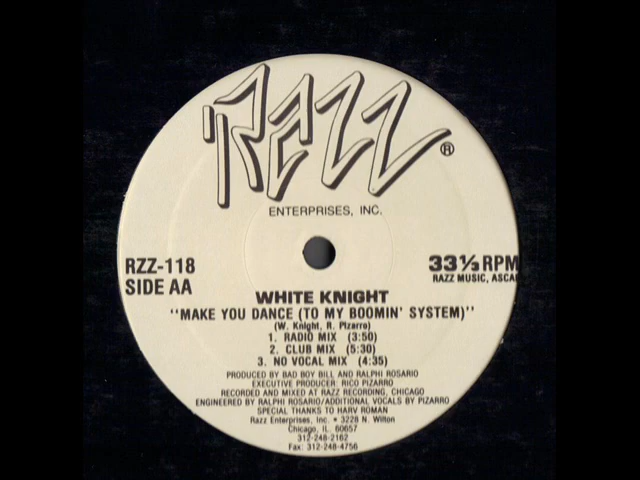 RAZZ ®
ENTERPRISES, INC.
RZZ-118
SIDE AA
33⅓ RPM
RAZZ MUSIC, ASCAP
WHITE KNIGHT
"MAKE YOU DANCE (TO MY BOOMIN' SYSTEM)"
(W. Knight, R. Pizarro)
1. RADIO MIX (3:50)
2. CLUB MIX (5:30)
3. NO VOCAL MIX (4:35)
PRODUCED BY BAD BOY BILL AND RALPHI ROSARIO
EXECUTIVE PRODUCER: RICO PIZARRO
RECORDED AND MIXED AT RAZZ RECORDING, CHICAGO
ENGINEERED BY RALPHI ROSARIO/ADDITIONAL VOCALS BY PIZARRO
SPECIAL THANKS TO HARV ROMAN
Razz Enterprises, Inc. • 3228 N. Wilton
Chicago, IL. 60657
312-248-2162
Fax: 312-248-4756